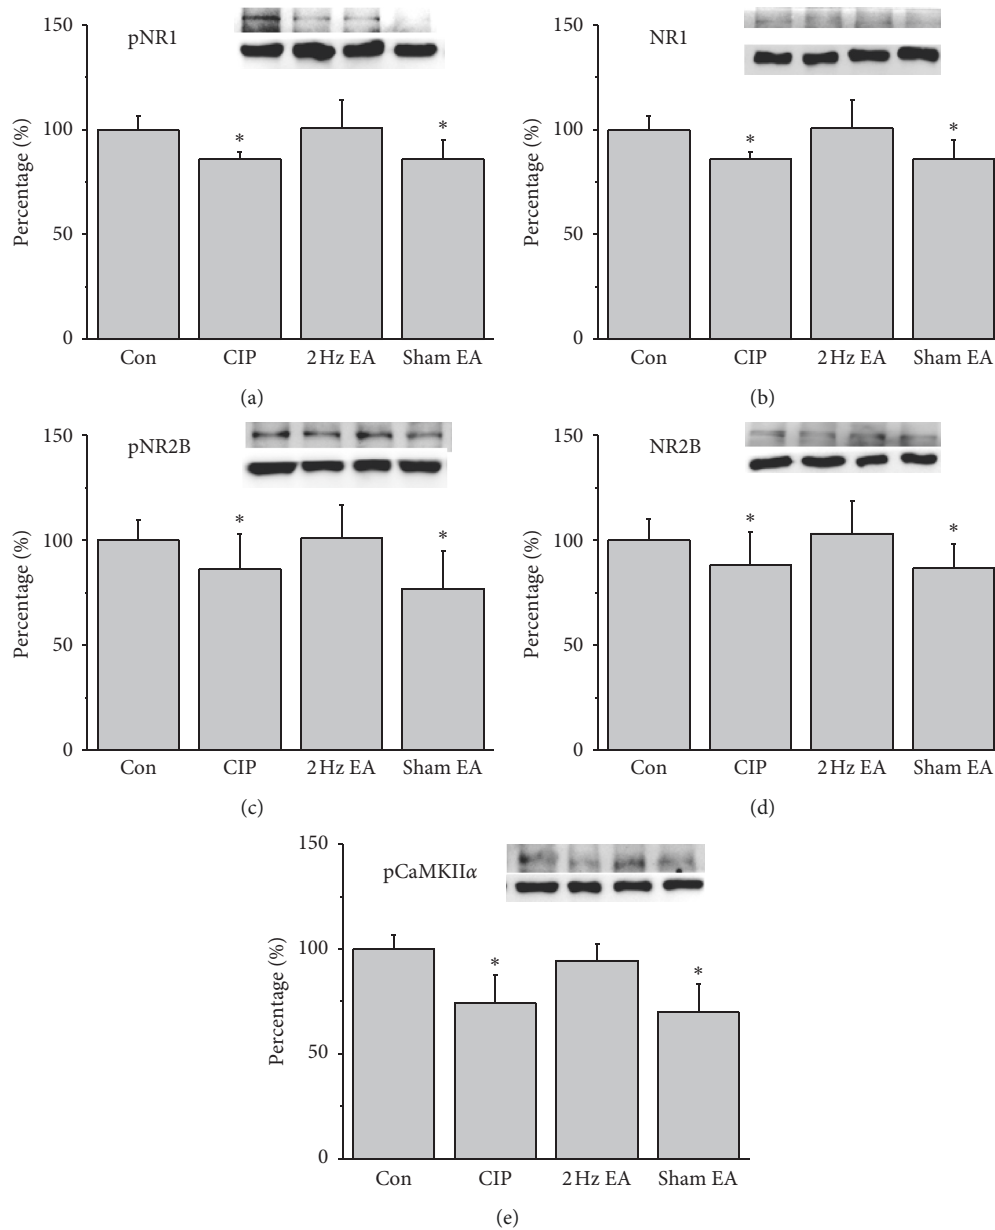 150
100
50
0
Percentage (%)
pNR1
*
*
Con CIP 2 Hz EA Sham EA
(a)
150
100
50
0
Percentage (%)
NR1
*
*
Con CIP 2 Hz EA Sham EA
(b)
150
100
50
0
Percentage (%)
pNR2B
*
*
Con CIP 2 Hz EA Sham EA
(c)
150
100
50
0
Percentage (%)
NR2B
*
*
Con CIP 2 Hz EA Sham EA
(d)
150
100
50
0
Percentage (%)
pCaMKIIα
*
*
Con CIP 2 Hz EA Sham EA
(e)